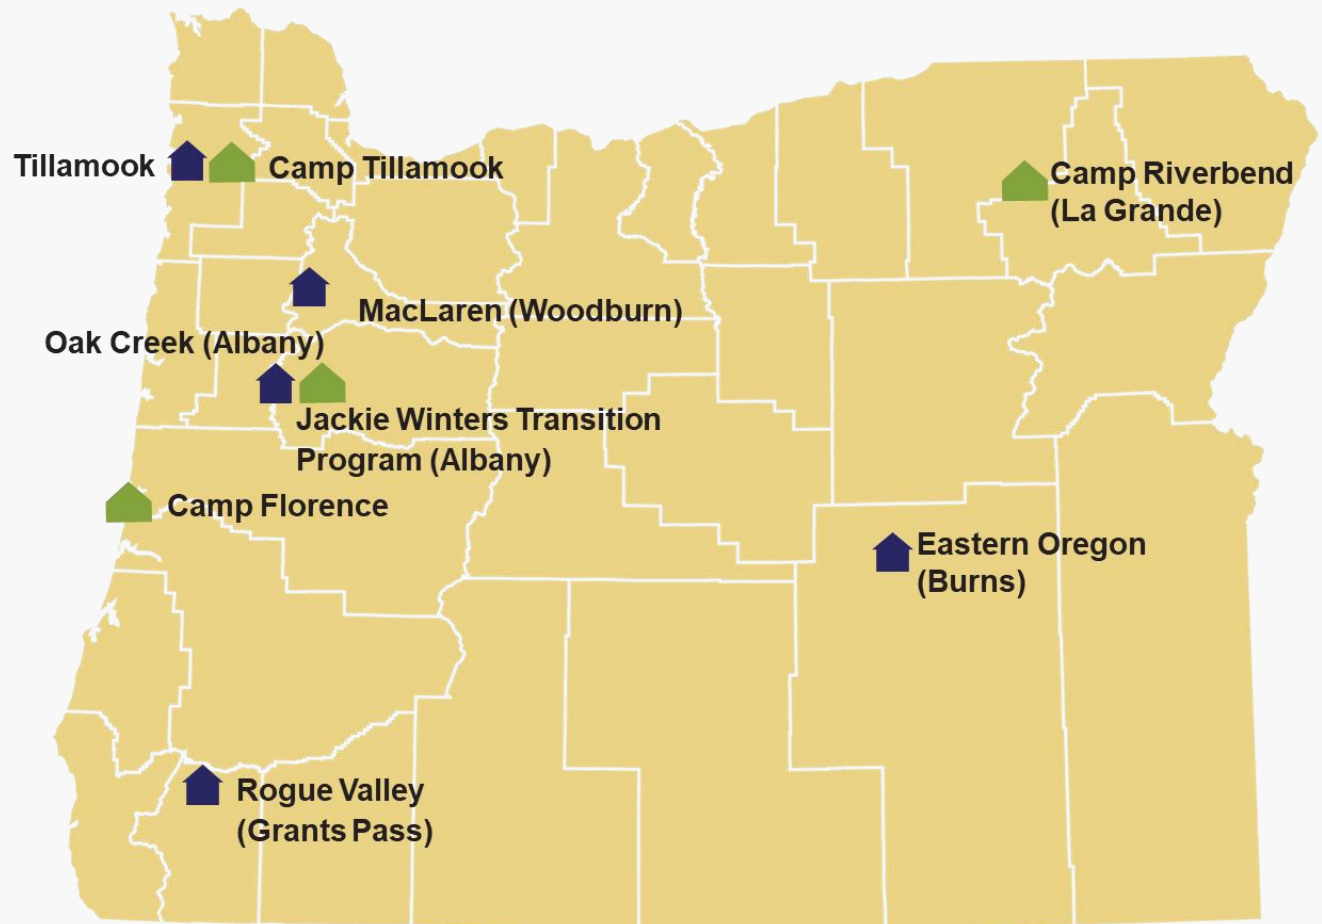 Tillamook
Camp Tillamook
Camp Riverbend
(La Grande)
MacLaren (Woodburn)
Oak Creek (Albany)
Jackie Winters Transition
Program (Albany)
Camp Florence
Eastern Oregon
(Burns)
Rogue Valley
(Grants Pass)